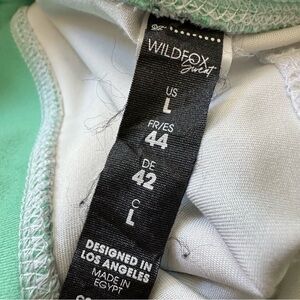 WILDFOX
Sweat
US
L
FR/ES
44
DE
42
C
L
DESIGNED IN
LOS ANGELES
MADE IN
EGYPT